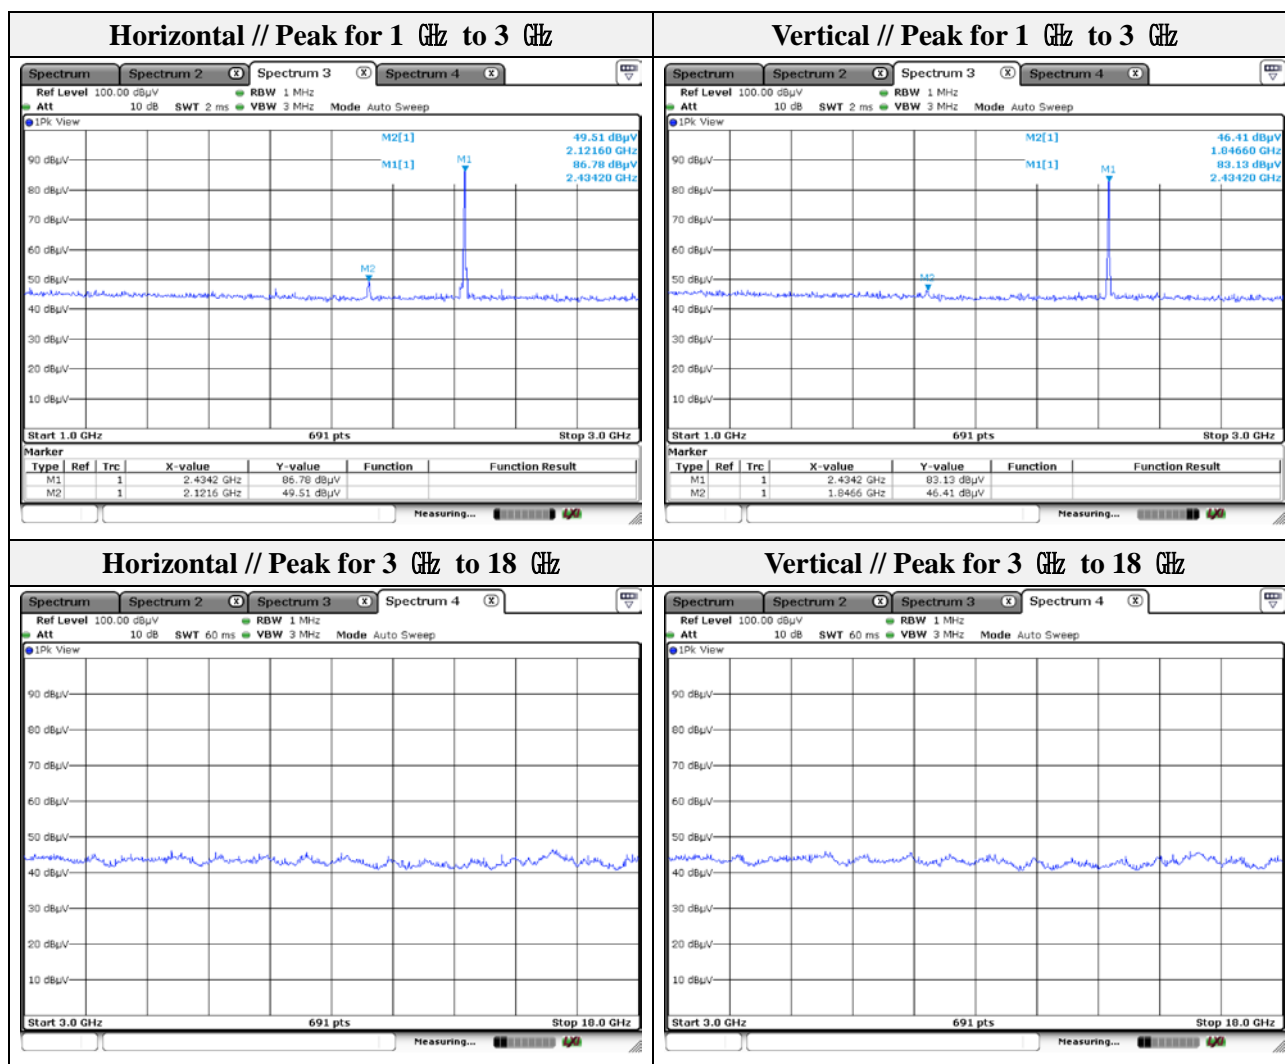 Horizontal // Peak for 1 ㎓ to 3 ㎓
Spectrum Spectrum 2 X Spectrum 3 X Spectrum 4 X
Ref Level 100.00 dBµV RBW 1 MHz
Att 10 dB SWT 2 ms VBW 3 MHz Mode Auto Sweep
1Pk View
M2[1] 49.51 dBµV
2.12160 GHz
M1[1] 86.78 dBµV
2.43420 GHz
M1
M2
90 dBµV
80 dBµV
70 dBµV
60 dBµV
50 dBµV
40 dBµV
30 dBµV
20 dBµV
10 dBµV
Start 1.0 GHz 691 pts Stop 3.0 GHz
Marker
Type Ref Trc X-value Y-value Function Function Result
M1 1 2.4342 GHz 86.78 dBµV
M2 1 2.1216 GHz 49.51 dBµV
Measuring...
Vertical // Peak for 1 ㎓ to 3 ㎓
Spectrum Spectrum 2 X Spectrum 3 X Spectrum 4 X
Ref Level 100.00 dBµV RBW 1 MHz
Att 10 dB SWT 2 ms VBW 3 MHz Mode Auto Sweep
1Pk View
M2[1] 46.41 dBµV
1.84660 GHz
M1[1] 83.13 dBµV
2.43420 GHz
M1
M2
90 dBµV
80 dBµV
70 dBµV
60 dBµV
50 dBµV
40 dBµV
30 dBµV
20 dBµV
10 dBµV
Start 1.0 GHz 691 pts Stop 3.0 GHz
Marker
Type Ref Trc X-value Y-value Function Function Result
M1 1 2.4342 GHz 83.13 dBµV
M2 1 1.8466 GHz 46.41 dBµV
Measuring...
Horizontal // Peak for 3 ㎓ to 18 ㎓
Spectrum Spectrum 2 X Spectrum 3 X Spectrum 4 X
Ref Level 100.00 dBµV RBW 1 MHz
Att 10 dB SWT 60 ms VBW 3 MHz Mode Auto Sweep
1Pk View
90 dBµV
80 dBµV
70 dBµV
60 dBµV
50 dBµV
40 dBµV
30 dBµV
20 dBµV
10 dBµV
Start 3.0 GHz 691 pts Stop 18.0 GHz
Measuring...
Vertical // Peak for 3 ㎓ to 18 ㎓
Spectrum Spectrum 2 X Spectrum 3 X Spectrum 4 X
Ref Level 100.00 dBµV RBW 1 MHz
Att 10 dB SWT 60 ms VBW 3 MHz Mode Auto Sweep
1Pk View
90 dBµV
80 dBµV
70 dBµV
60 dBµV
50 dBµV
40 dBµV
30 dBµV
20 dBµV
10 dBµV
Start 3.0 GHz 691 pts Stop 18.0 GHz
Measuring...